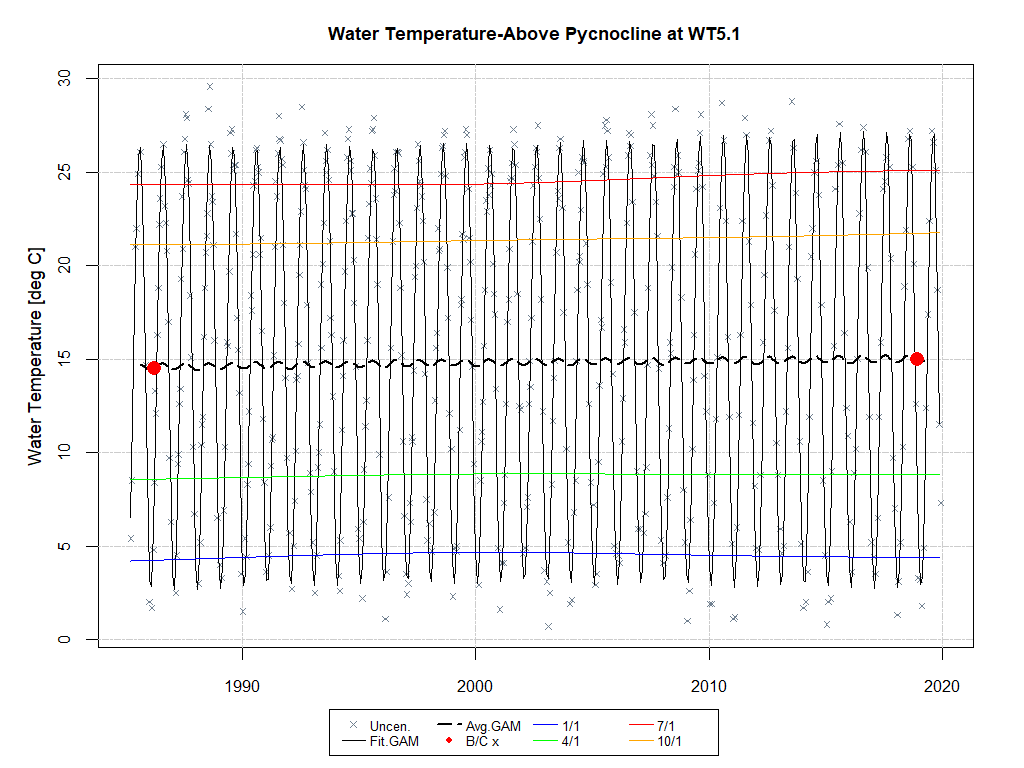 Water Temperature-Above Pycnocline at WT5.1
Water Temperature [deg C]
30
25
20
15
10
5
0
1990 2000 2010 2020
Uncen. Avg.GAM 1/1 7/1
Fit.GAM B/C x 4/1 10/1